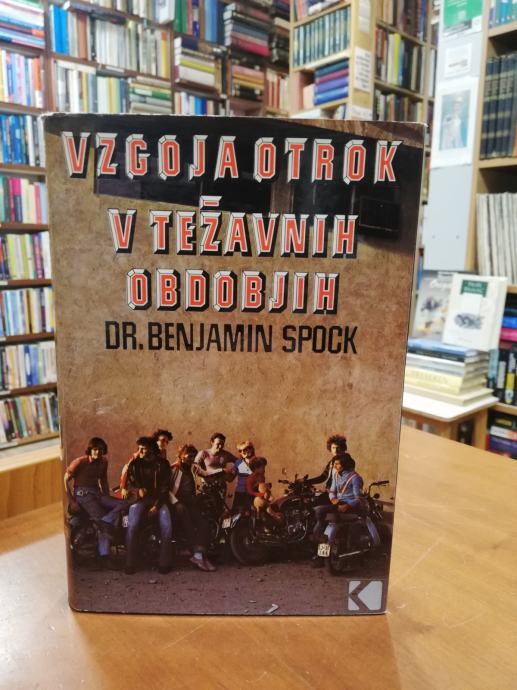 VZGOJA OTROK
V TEŽAVNIH
OBDOBJIH
DR. BENJAMIN SPOCK